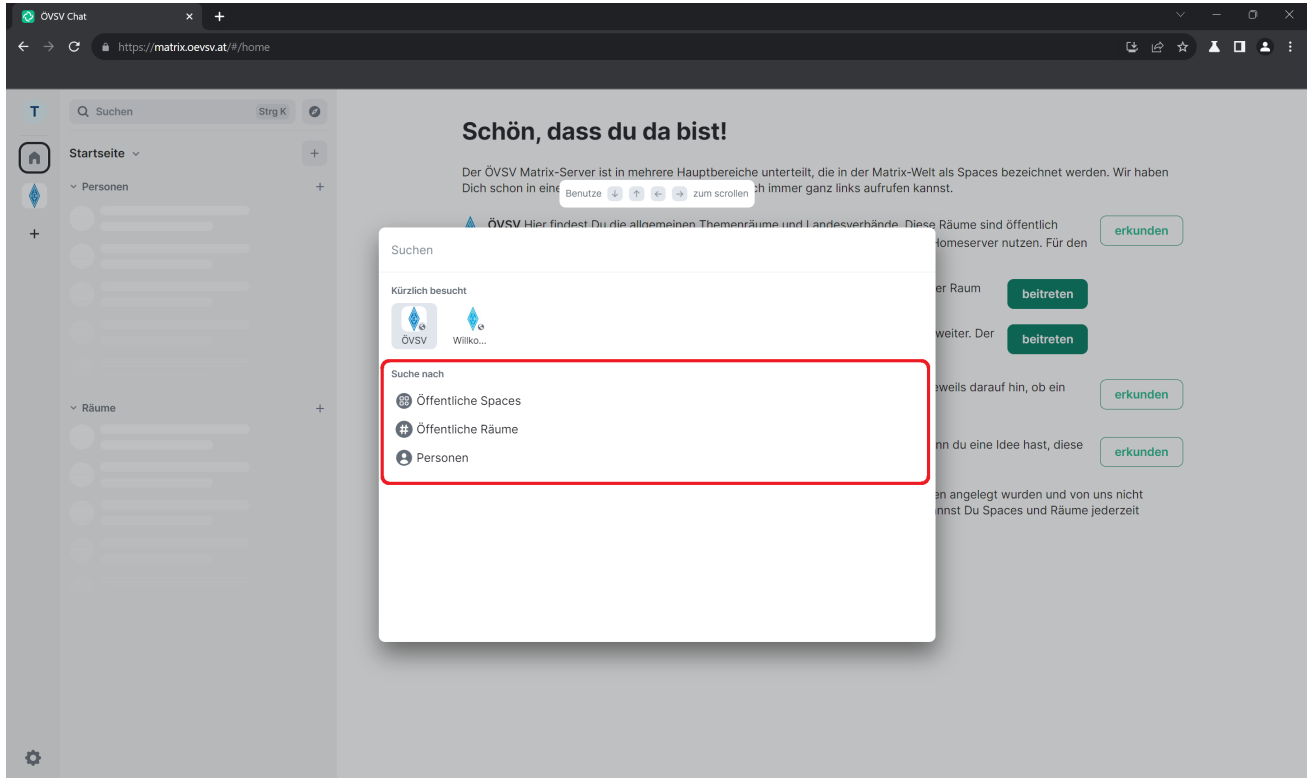 ÖVSV Chat
https://matrix.oevsv.at/#/home
T
Suchen
Strg K
Startseite
Personen
Räume
Schön, dass du da bist!
Der ÖVSV Matrix-Server ist in mehrere Hauptbereiche unterteilt, die in der Matrix-Welt als Spaces bezeichnet werden. Wir haben
Dich schon in eine
ch immer ganz links aufrufen kannst.
Benutze ↓ ↑ ← → zum scrollen
ÖVSV Hier findest Du die allgemeinen Themenräume und Landesverbände. Diese Räume sind öffentlich
Homeserver nutzen. Für den
erkunden
er Raum
beitreten
weiter. Der
beitreten
eweils darauf hin, ob ein
erkunden
nn du eine Idee hast, diese
erkunden
en angelegt wurden und von uns nicht
nnst Du Spaces und Räume jederzeit
Suchen
Kürzlich besucht
ÖVSV
Willko...
Suche nach
Öffentliche Spaces
Öffentliche Räume
Personen